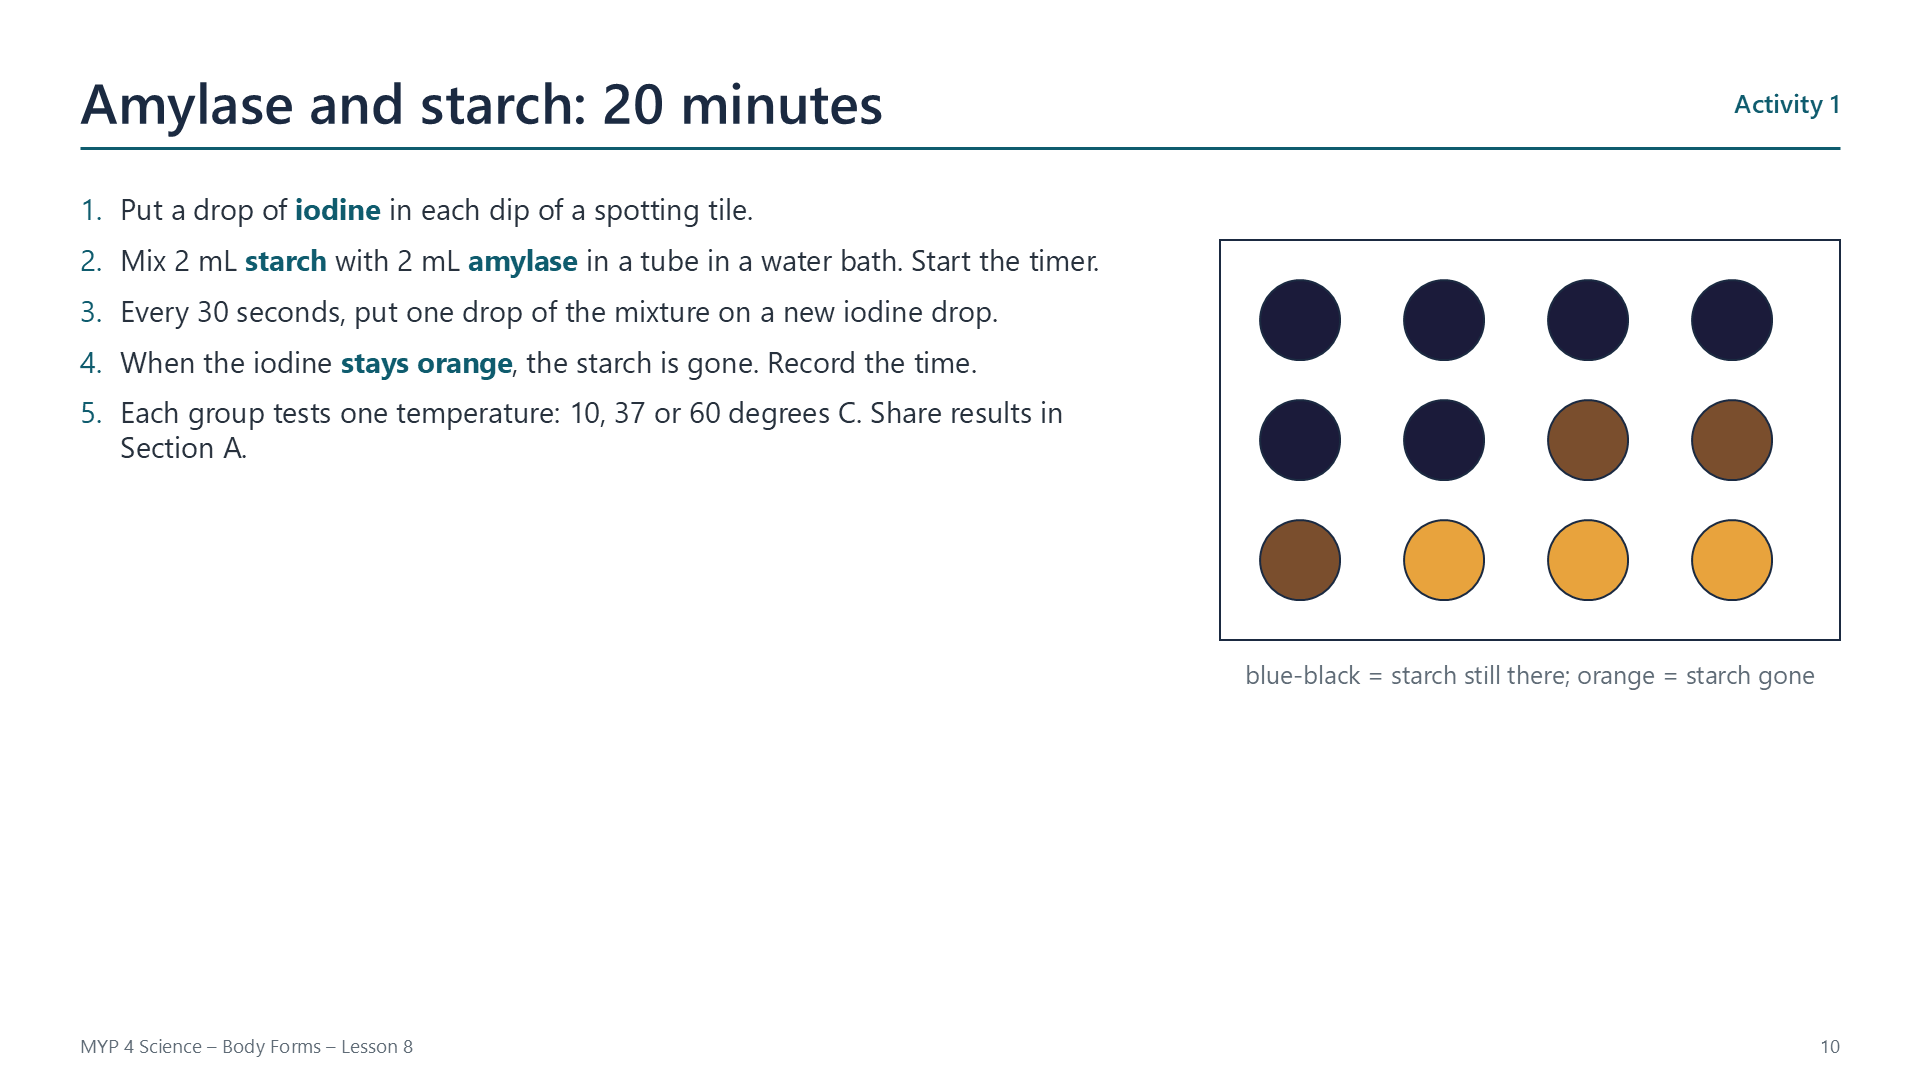 Amylase and starch: 20 minutes
Activity 1
1. Put a drop of iodine in each dip of a spotting tile.
2. Mix 2 mL starch with 2 mL amylase in a tube in a water bath. Start the timer.
3. Every 30 seconds, put one drop of the mixture on a new iodine drop.
4. When the iodine stays orange, the starch is gone. Record the time.
5. Each group tests one temperature: 10, 37 or 60 degrees C. Share results in
Section A.
blue-black = starch still there; orange = starch gone
MYP 4 Science – Body Forms – Lesson 8
10